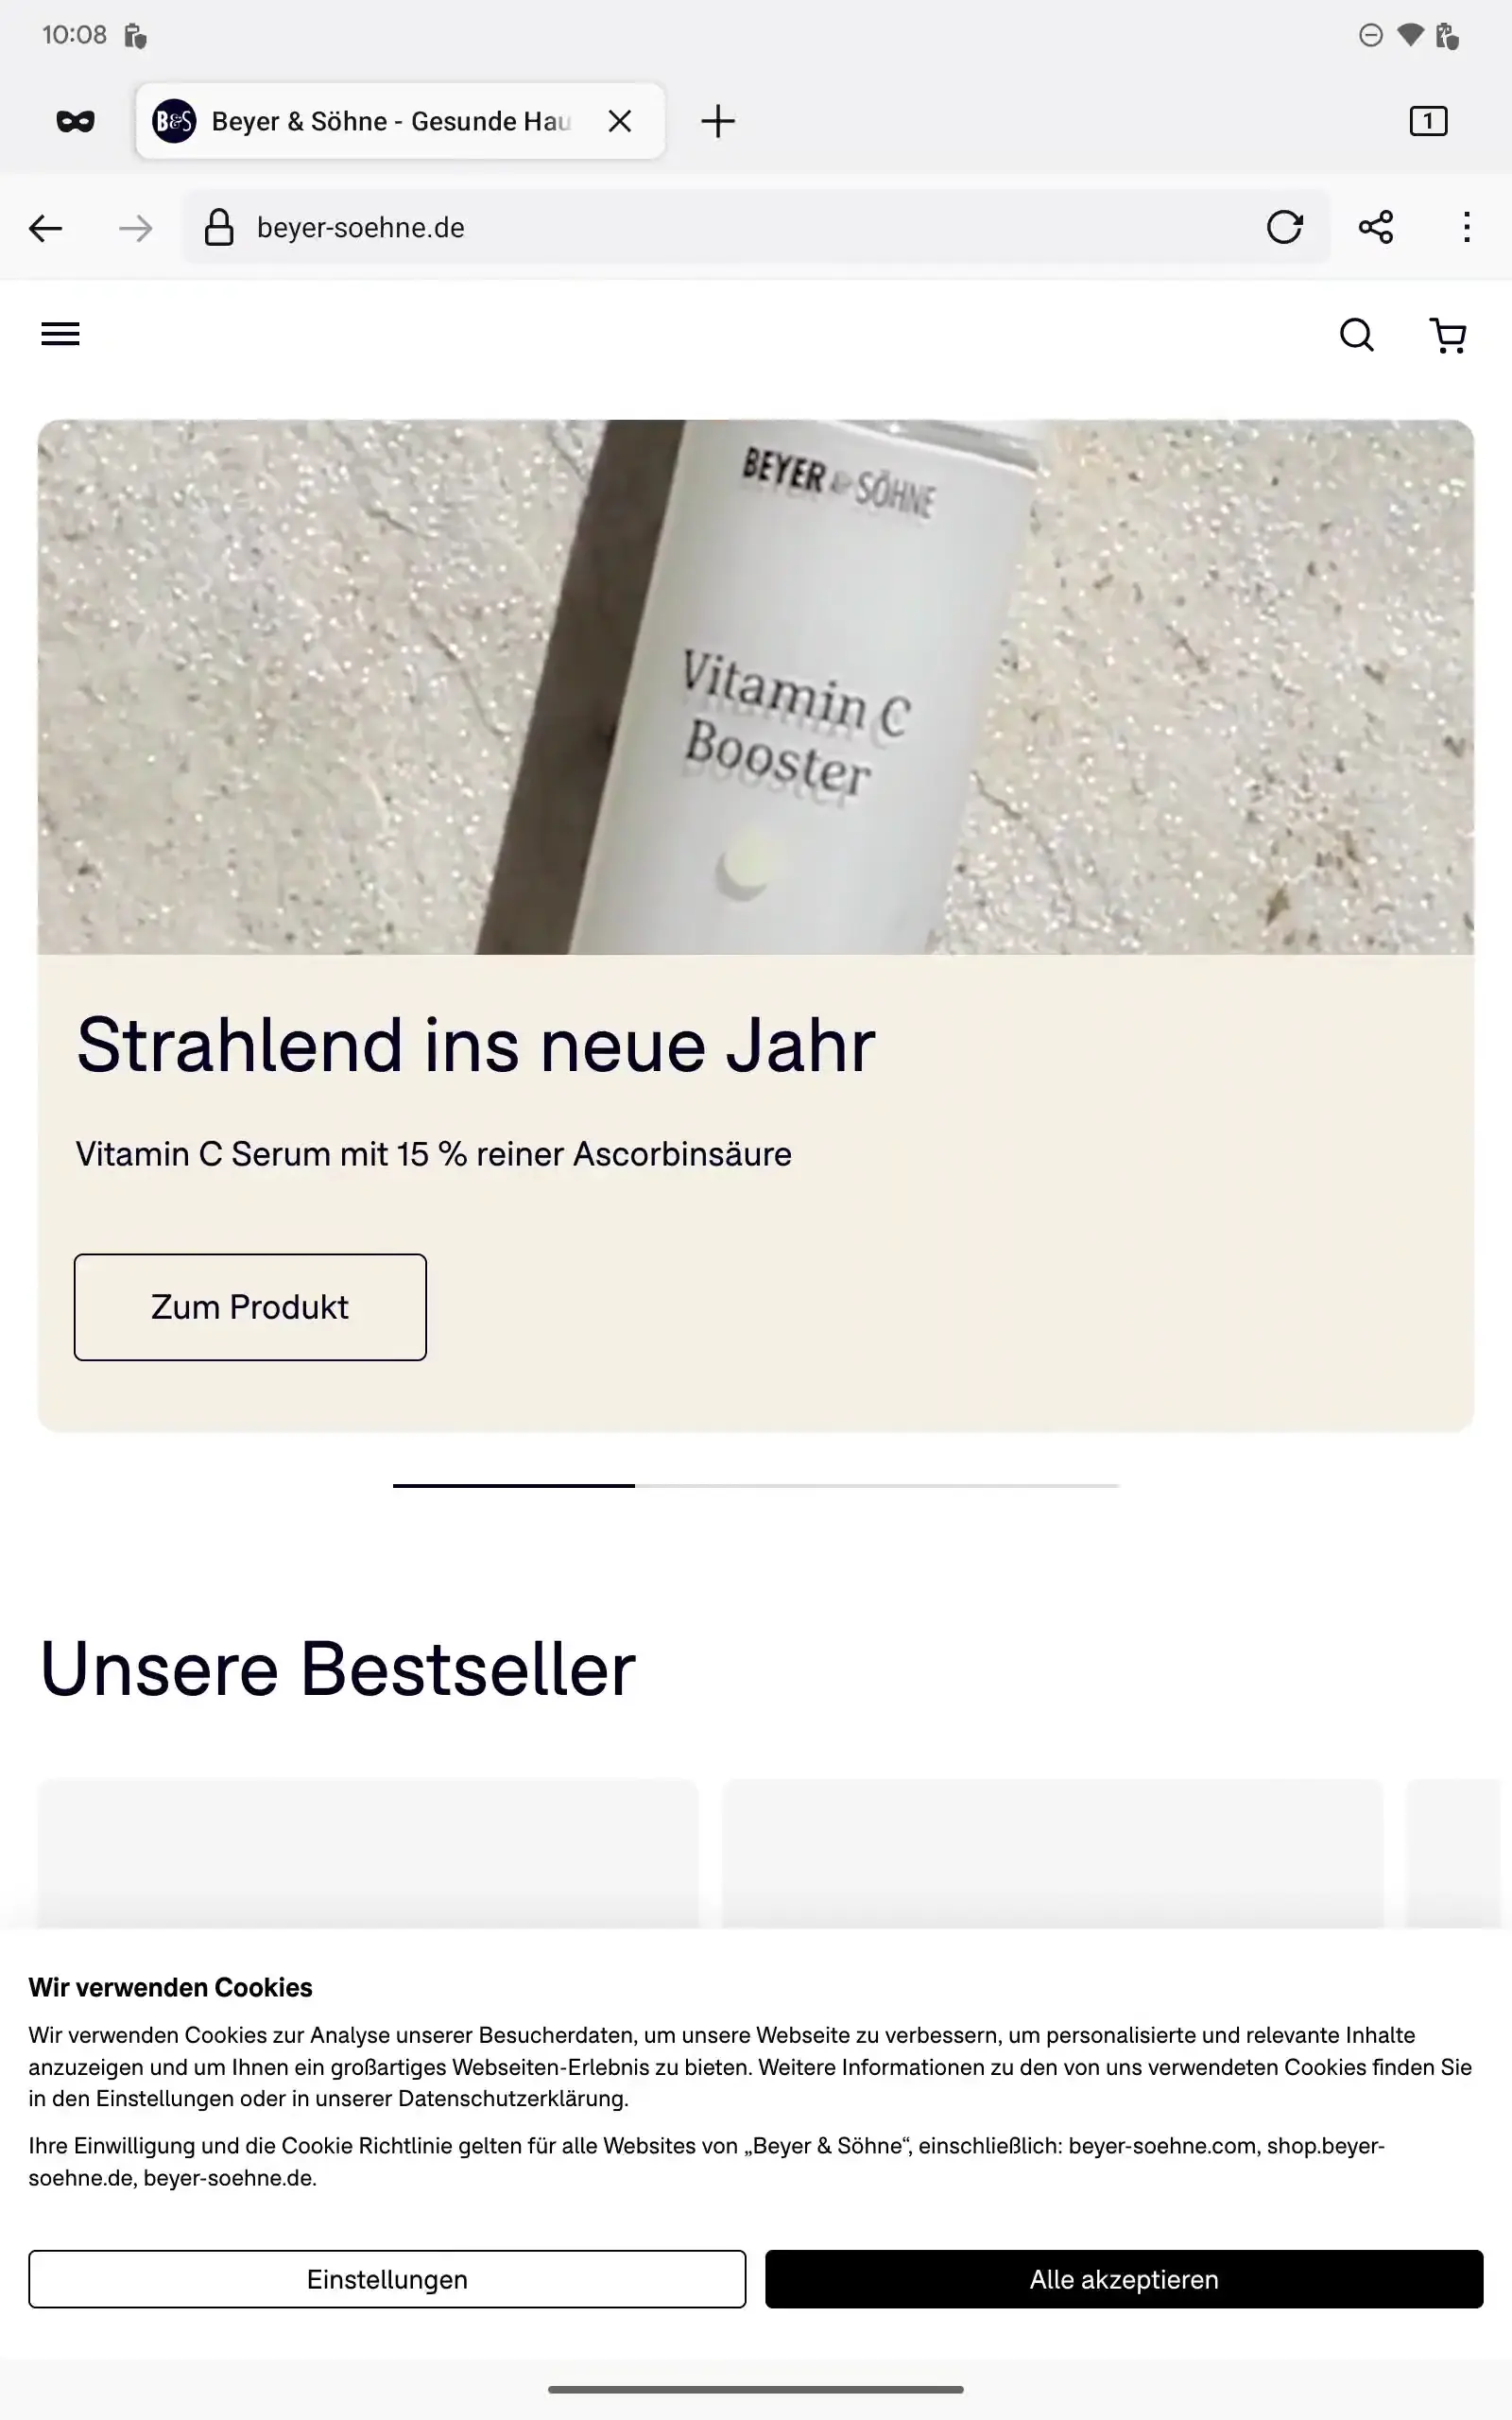 10:08
B&S Beyer & Söhne - Gesunde Hau
1
beyer-soehne.de
BEYER & SÖHNE
Vitamin C
Booster
Strahlend ins neue Jahr
Vitamin C Serum mit 15 % reiner Ascorbinsäure
Zum Produkt
Unsere Bestseller
Wir verwenden Cookies
Wir verwenden Cookies zur Analyse unserer Besucherdaten, um unsere Webseite zu verbessern, um personalisierte und relevante Inhalte
anzuzeigen und um Ihnen ein großartiges Webseiten-Erlebnis zu bieten. Weitere Informationen zu den von uns verwendeten Cookies finden Sie
in den Einstellungen oder in unserer Datenschutzerklärung.
Ihre Einwilligung und die Cookie Richtlinie gelten für alle Websites von „Beyer & Söhne“, einschließlich: beyer-soehne.com, shop.beyer-
soehne.de, beyer-soehne.de.
Einstellungen
Alle akzeptieren